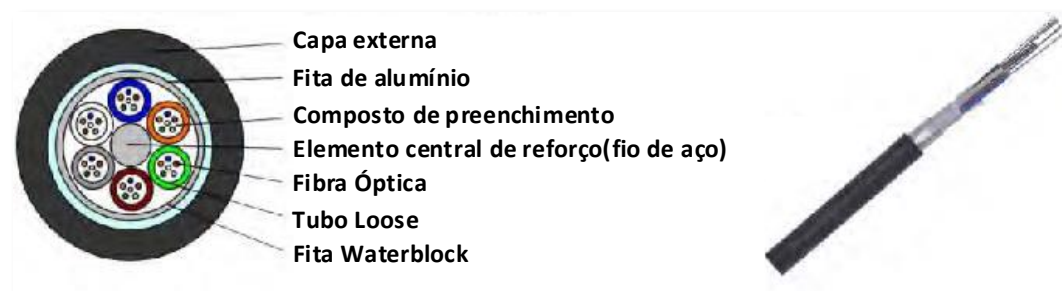 Capa externa
Fita de alumínio
Composto de preenchimento
Elemento central de reforço(fio de aço)
Fibra Óptica
Tubo Loose
Fita Waterblock